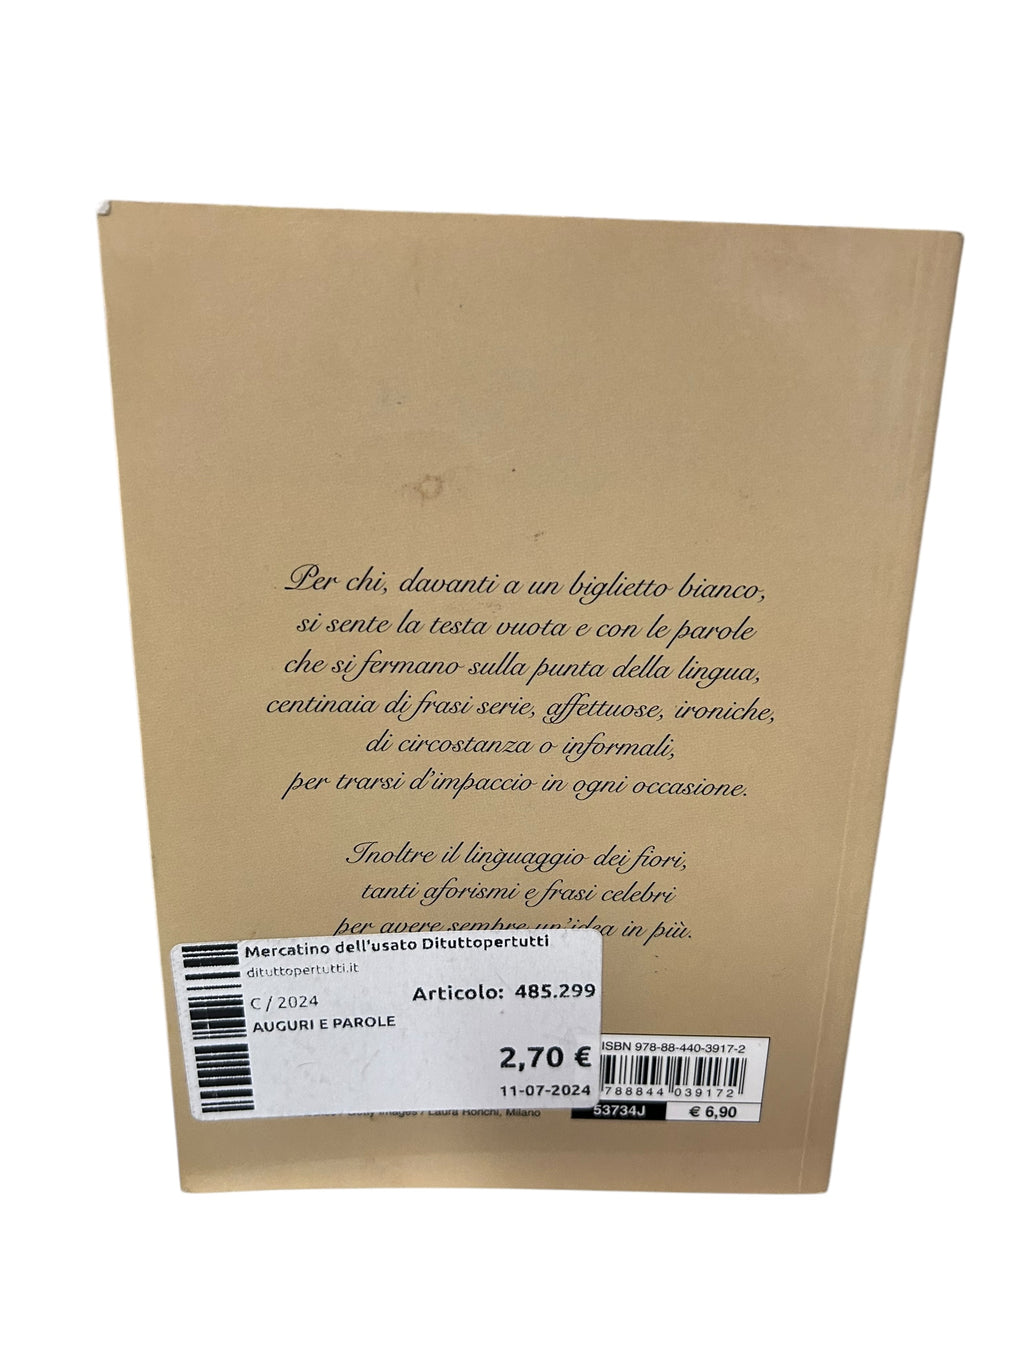 Per chi, davanti a un biglietto bianco,
si sente la testa vuota e con le parole
che si fermano sulla punta della lingua,
centinaia di frasi serie, affettuose, ironiche,
di circostanza o informali,
per trarsi d'impaccio in ogni occasione.
Inoltre il linguaggio dei fiori,
tanti aforismi e frasi celebri
per avere sempre un'idea in più.
Mercatino dell'usato Dituttopertutti
dituttopertutti.it
C / 2024
Articolo: 485.299
AUGURI E PAROLE
2,70 €
11-07-2024
ISBN 978-88-440-3917-2
788844 039172
53734J
€ 6,90
/ Getty Images / Laura Ronchi, Milano